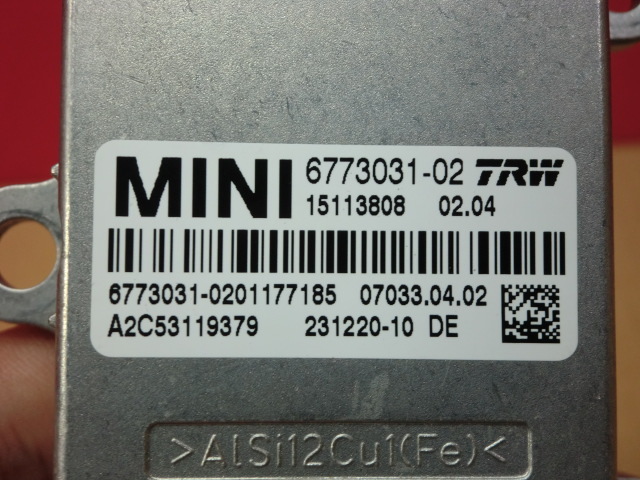 MINI 6773031-02 TRW
15113808 02.04
6773031-0201177185 07033.04.02
A2C53119379 231220-10 DE
>AlSi12Cu1(Fe)<